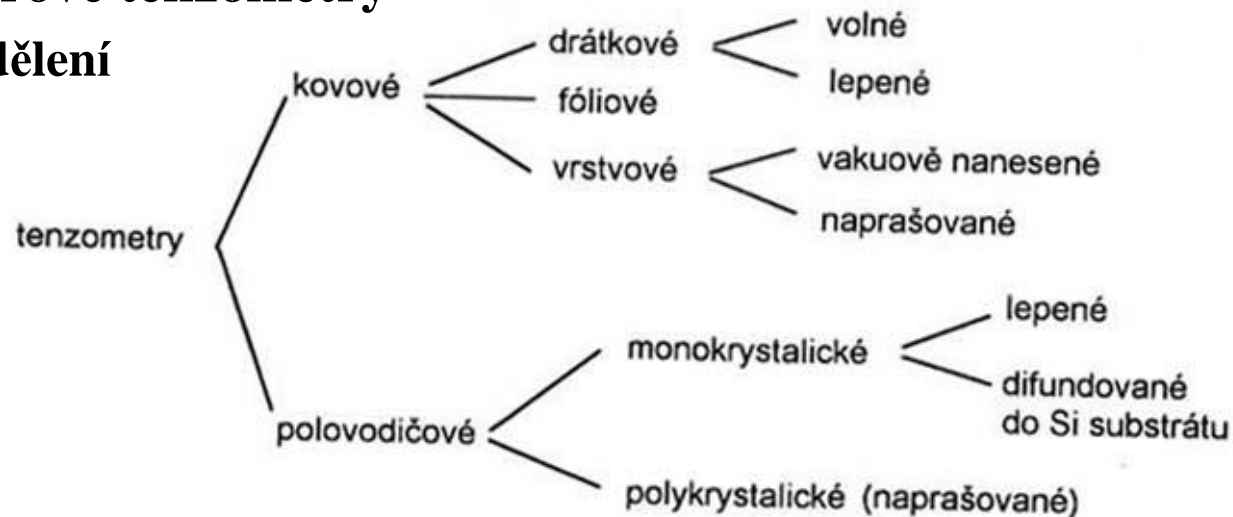 tenzometry
dělení
drátkové
volné
lepené
kovové
fóliové
vrstvové
vakuově nanesené
naprašované
tenzometry
lepené
monokrystalické
difundované
do Si substrátu
polovodičové
polykrystalické (naprašované)